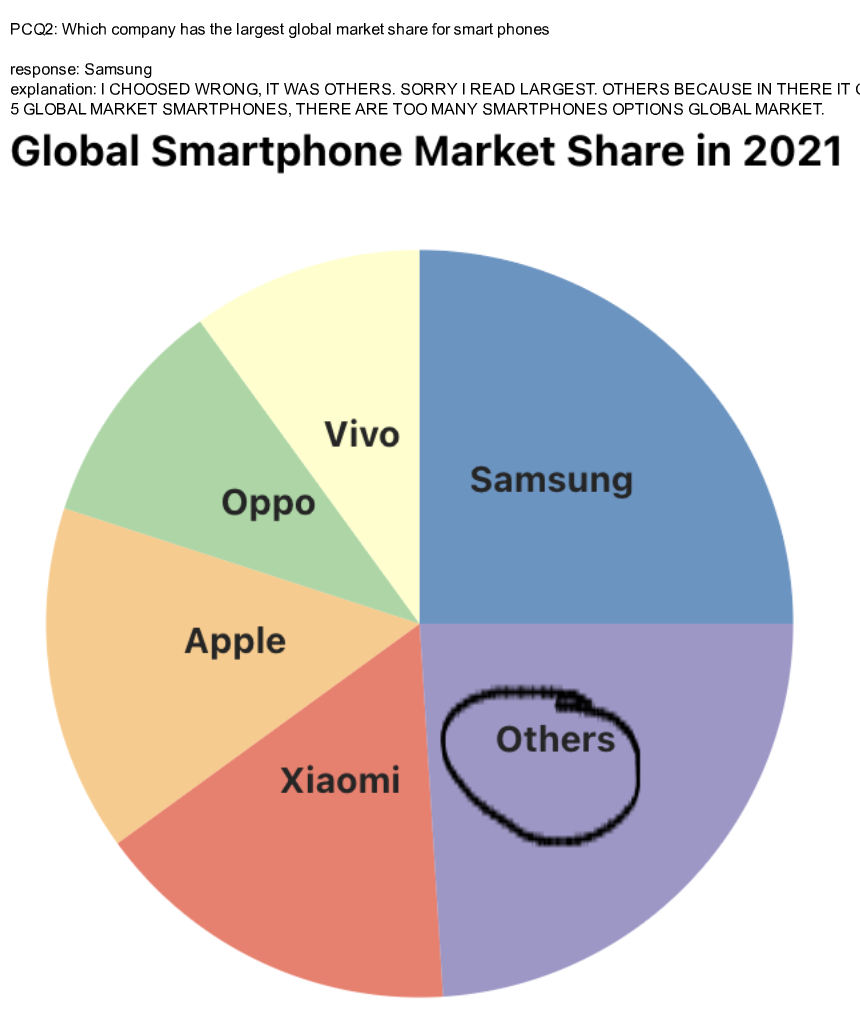 PCQ2: Which company has the largest global market share for smart phones
response: Samsung
explanation: I CHOOSED WRONG, IT WAS OTHERS. SORRY I READ LARGEST. OTHERS BECAUSE IN THERE IT
5 GLOBAL MARKET SMARTPHONES, THERE ARE TOO MANY SMARTPHONES OPTIONS GLOBAL MARKET.
Global Smartphone Market Share in 2021
Vivo
Samsung
Oppo
Apple
Others
Xiaomi